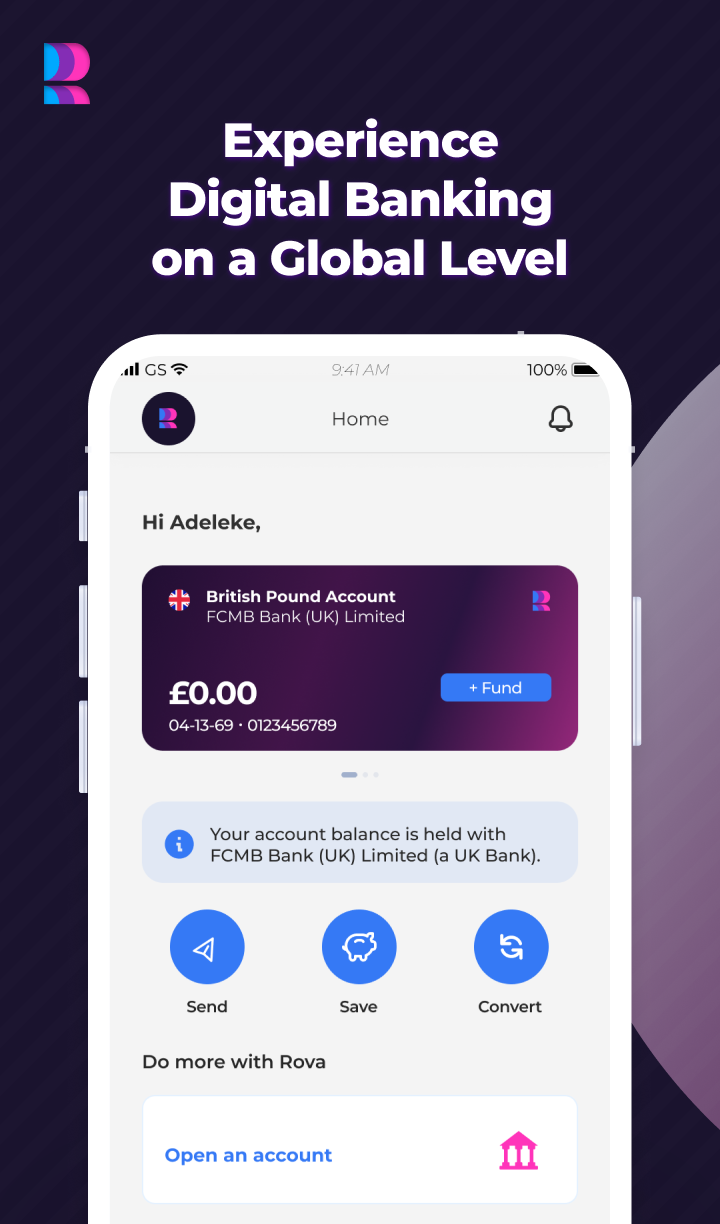 Experience
Digital Banking
on a Global Level
GS 9:41 AM 100%
Home
Hi Adeleke,
British Pound Account
FCMB Bank (UK) Limited
£0.00
+ Fund
04-13-69 • 0123456789
Your account balance is held with
FCMB Bank (UK) Limited (a UK Bank).
Send Save Convert
Do more with Rova
Open an account